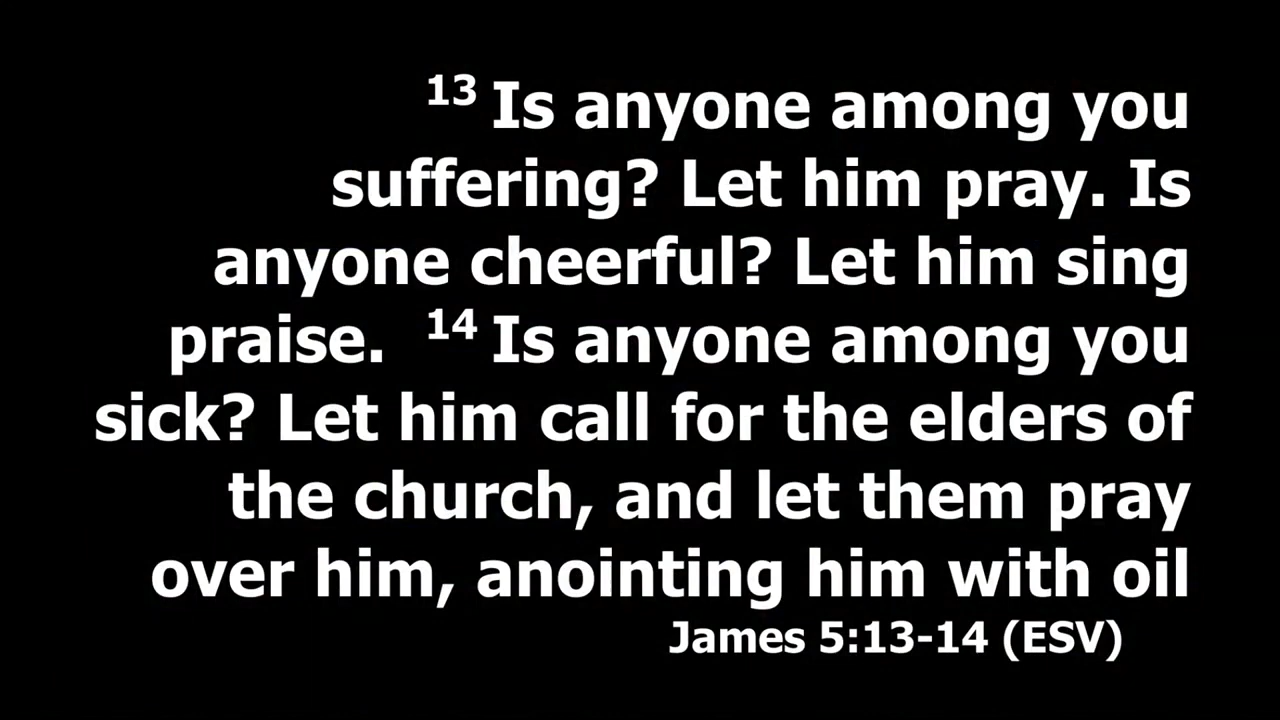 13 Is anyone among you
suffering? Let him pray. Is
anyone cheerful? Let him sing
praise. 14 Is anyone among you
sick? Let him call for the elders of
the church, and let them pray
over him, anointing him with oil
James 5:13-14 (ESV)